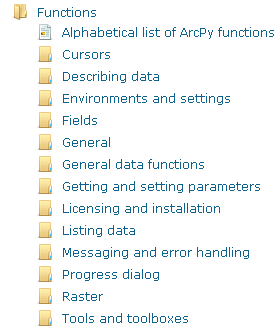 Functions
Alphabetical list of ArcPy functions
Cursors
Describing data
Environments and settings
Fields
General
General data functions
Getting and setting parameters
Licensing and installation
Listing data
Messaging and error handling
Progress dialog
Raster
Tools and toolboxes